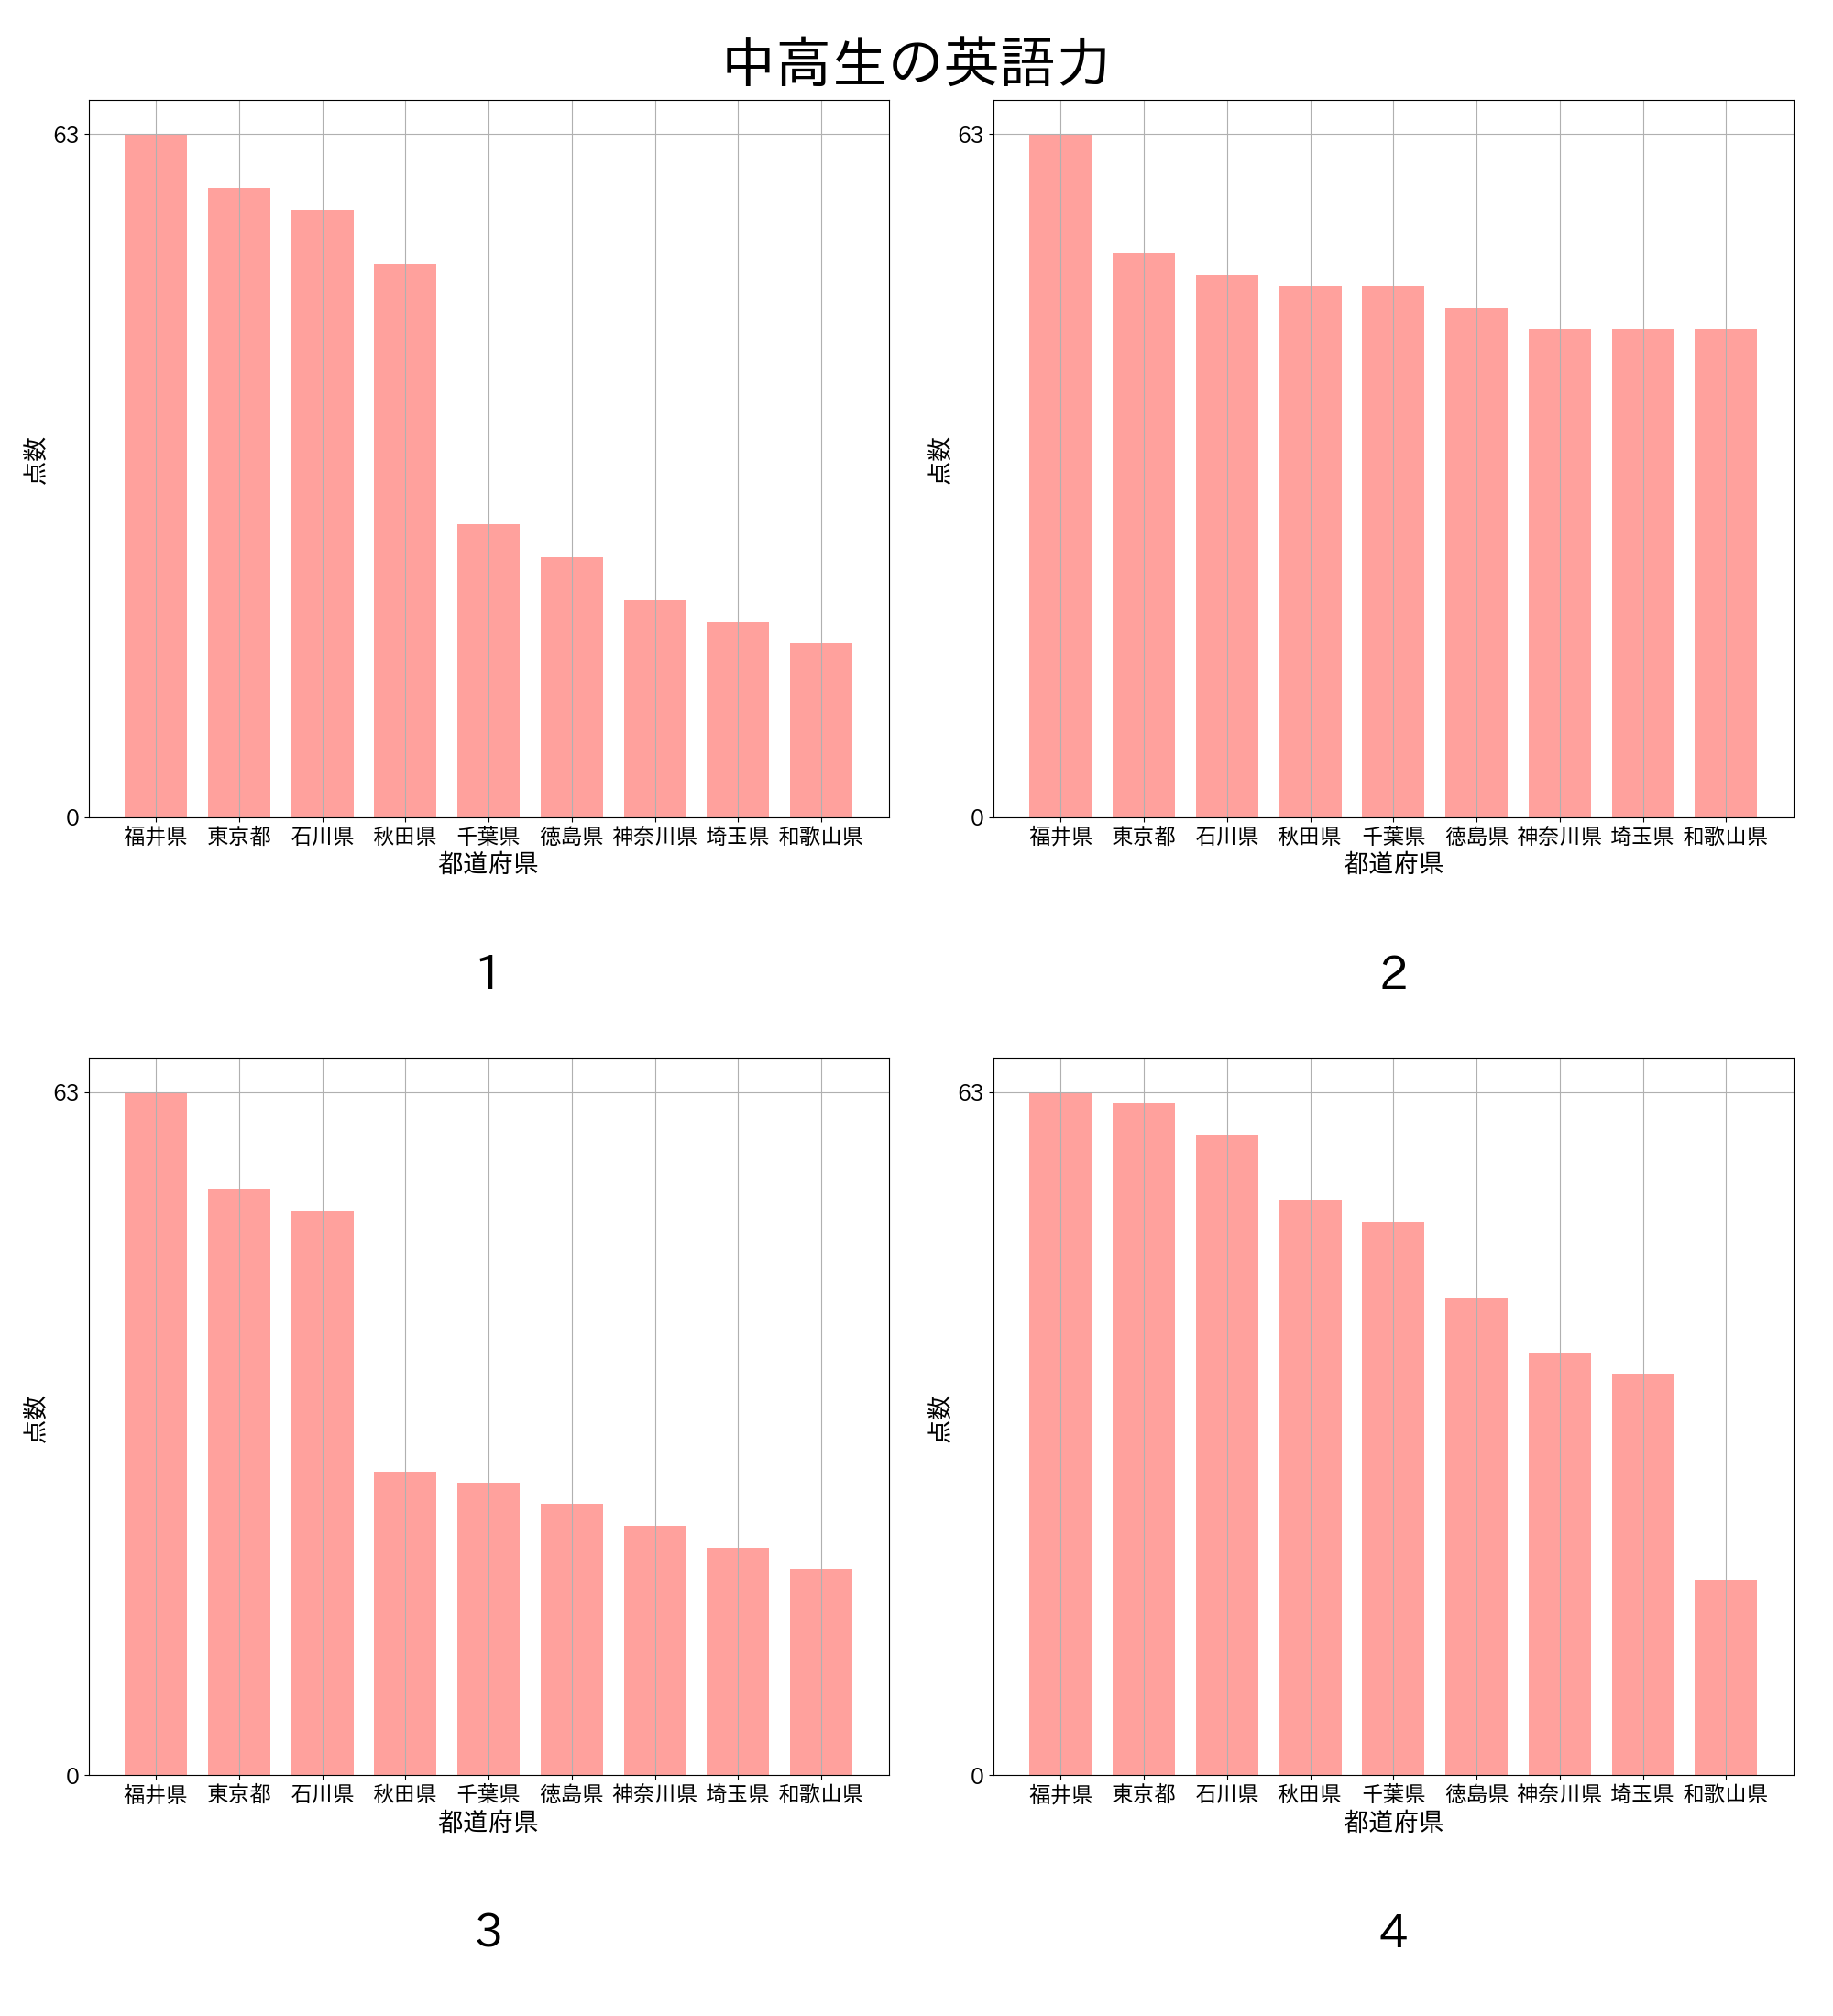 中高生の英語力
63
0
点数
福井県 東京都 石川県 秋田県 千葉県 徳島県 神奈川県 埼玉県 和歌山県
都道府県
1
63
0
点数
福井県 東京都 石川県 秋田県 千葉県 徳島県 神奈川県 埼玉県 和歌山県
都道府県
2
63
0
点数
福井県 東京都 石川県 秋田県 千葉県 徳島県 神奈川県 埼玉県 和歌山県
都道府県
3
63
0
点数
福井県 東京都 石川県 秋田県 千葉県 徳島県 神奈川県 埼玉県 和歌山県
都道府県
4